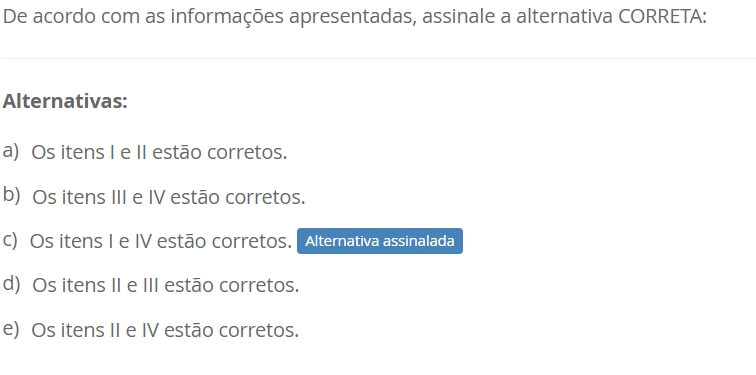 De acordo com as informações apresentadas, assinale a alternativa CORRETA:
Alternativas:
a) Os itens I e II estão corretos.
b) Os itens III e IV estão corretos.
c) Os itens I e IV estão corretos. Alternativa assinalada
d) Os itens II e III estão corretos.
e) Os itens II e IV estão corretos.